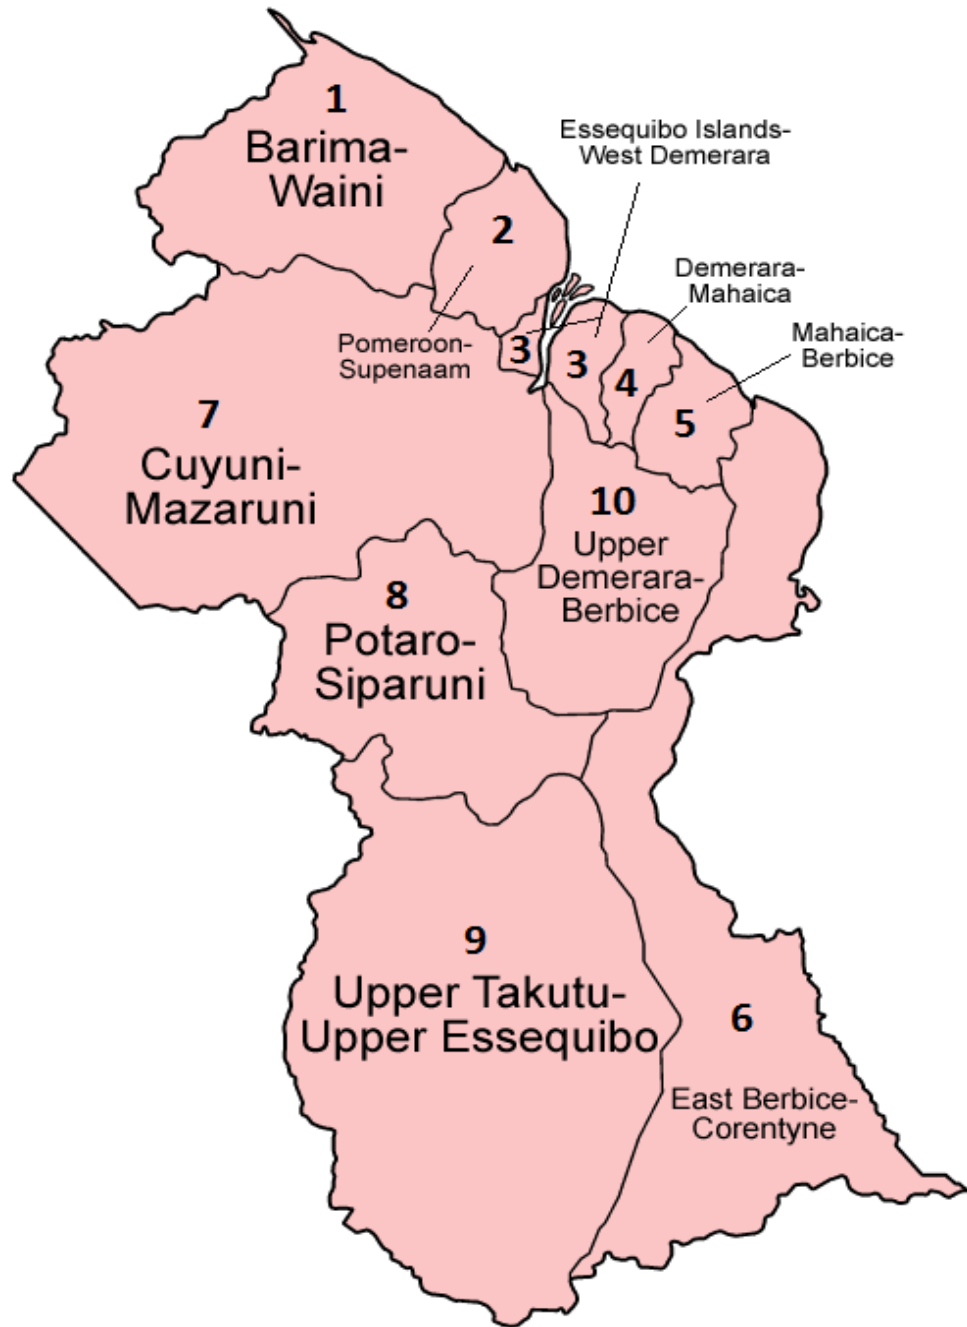 1
Barima-
Waini
Essequibo Islands-
West Demerara
2
Demerara-
Mahaica
Pomeroon-
Supenaam
3
3
4
Mahaica-
Berbice
5
7
Cuyuni-
Mazaruni
10
Upper
Demerara-
Berbice
8
Potaro-
Siparuni
9
Upper Takutu-
Upper Essequibo
6
East Berbice-
Corentyne